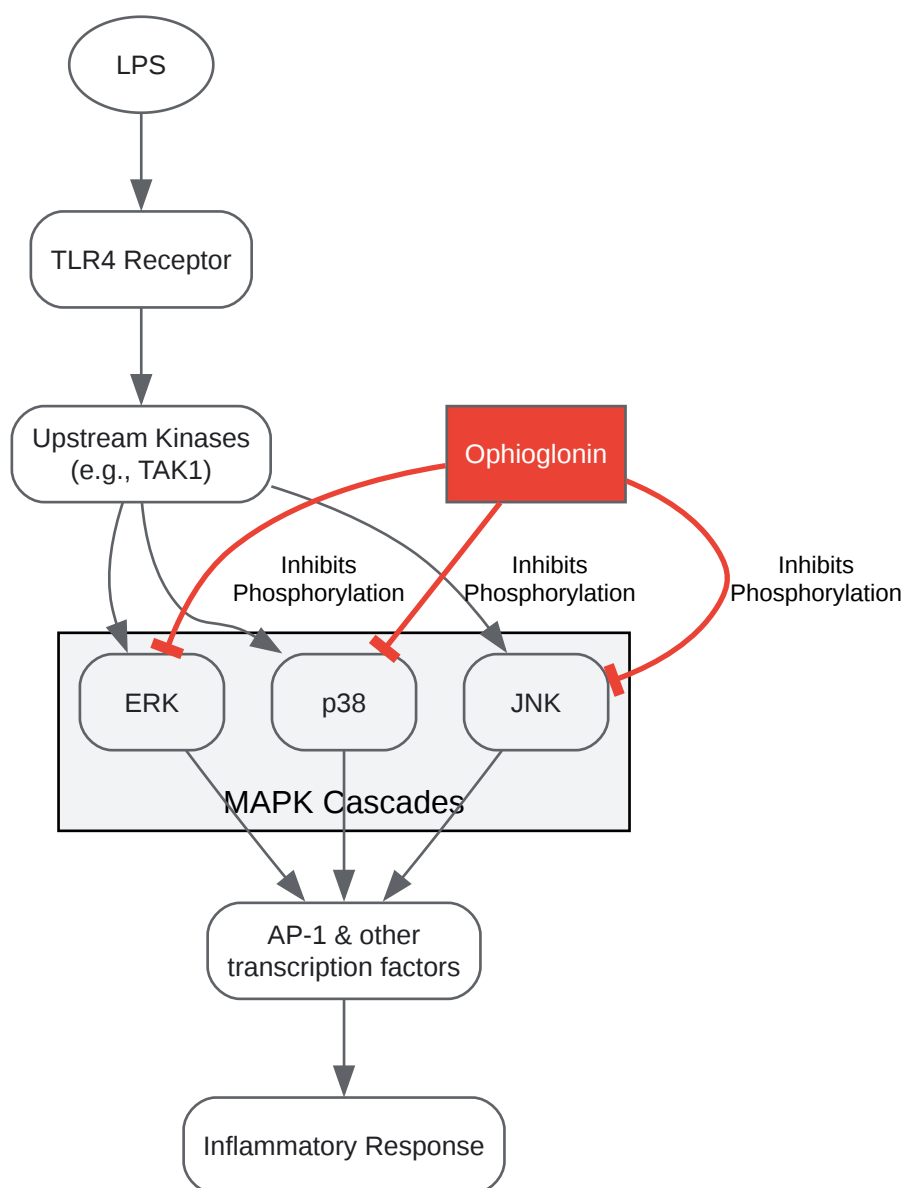 LPS
TLR4 Receptor
Upstream Kinases
(e.g., TAK1)
Ophioglonin
Inhibits
Phosphorylation
Inhibits
Phosphorylation
Inhibits
Phosphorylation
ERK
p38
JNK
MAPK Cascades
AP-1 & other
transcription factors
Inflammatory Response